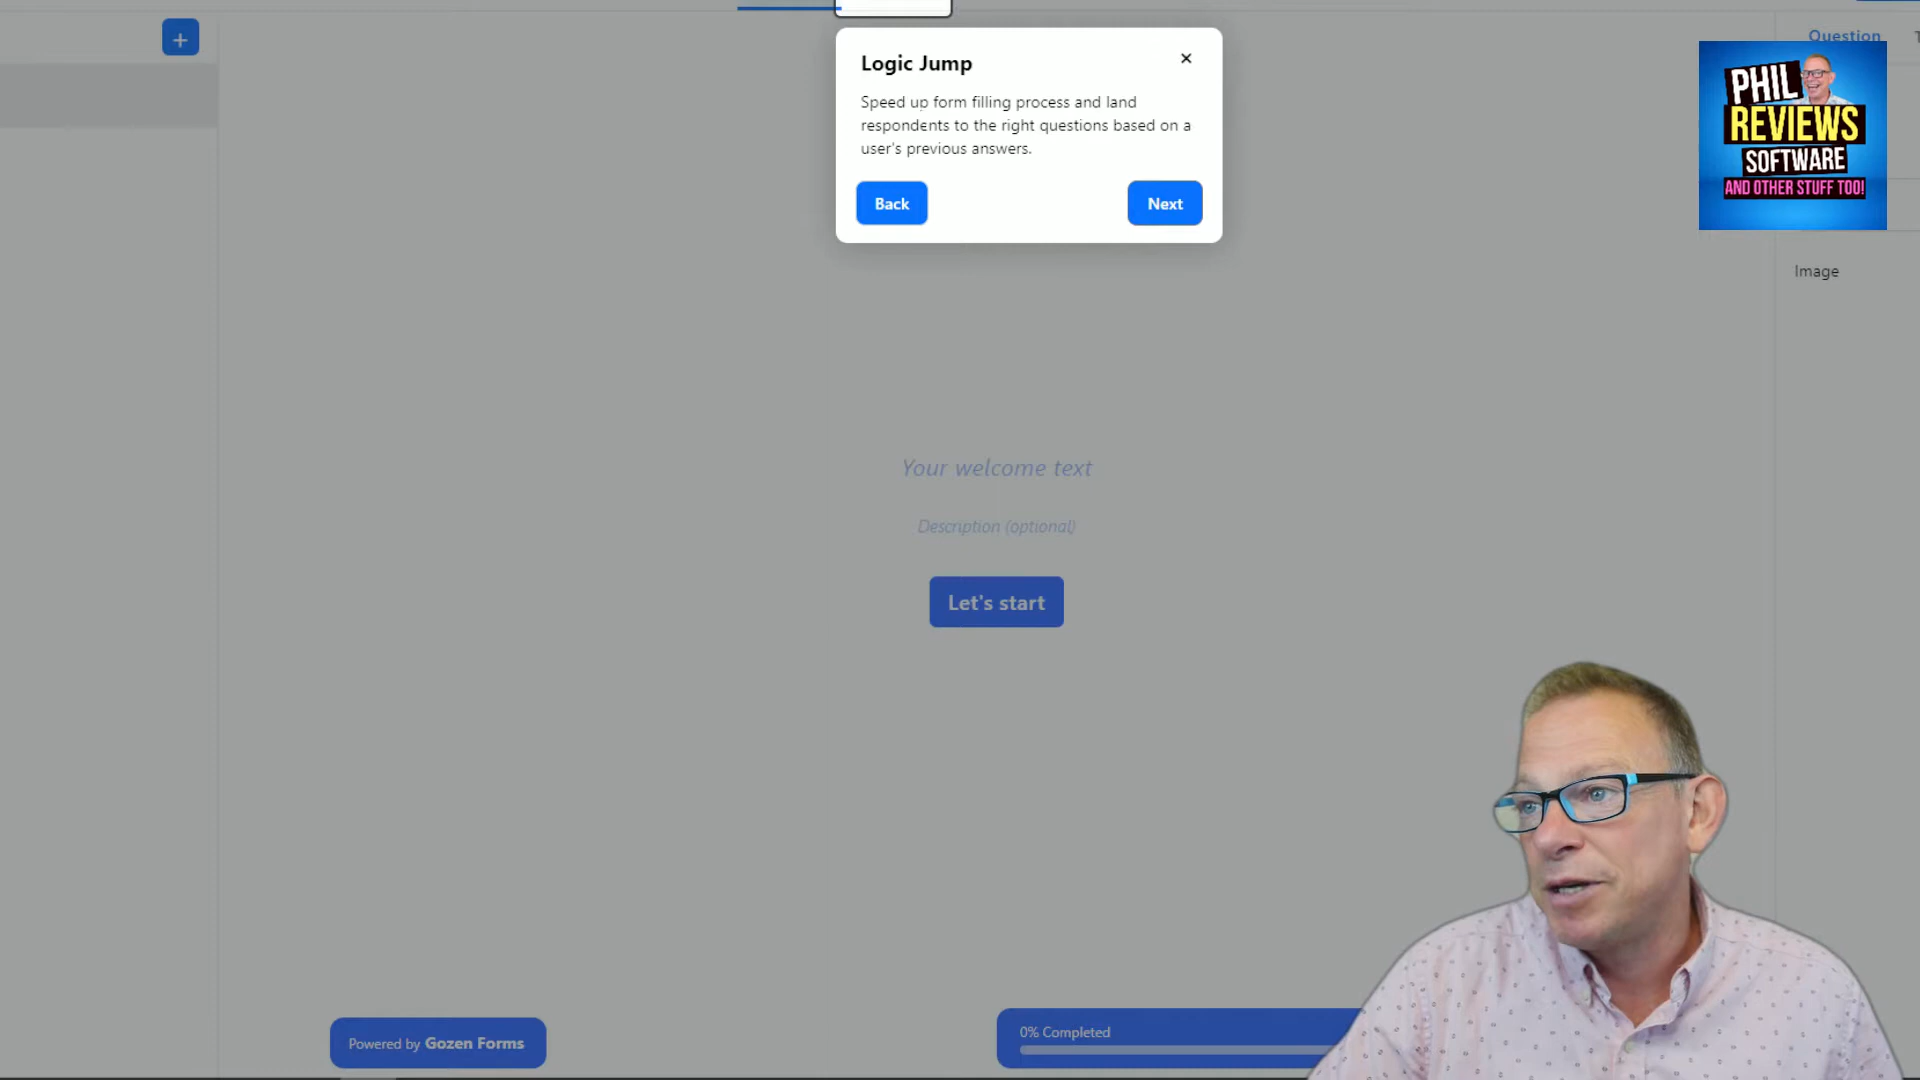 Logic Jump
Speed up form filling process and land
respondents to the right questions based on a
user's previous answers.
Back
Next
Question
PHIL
REVIEWS
SOFTWARE
AND OTHER STUFF TOO!
Image
Your welcome text
Description (optional)
Let's start
Powered by Gozen Forms
0% Completed